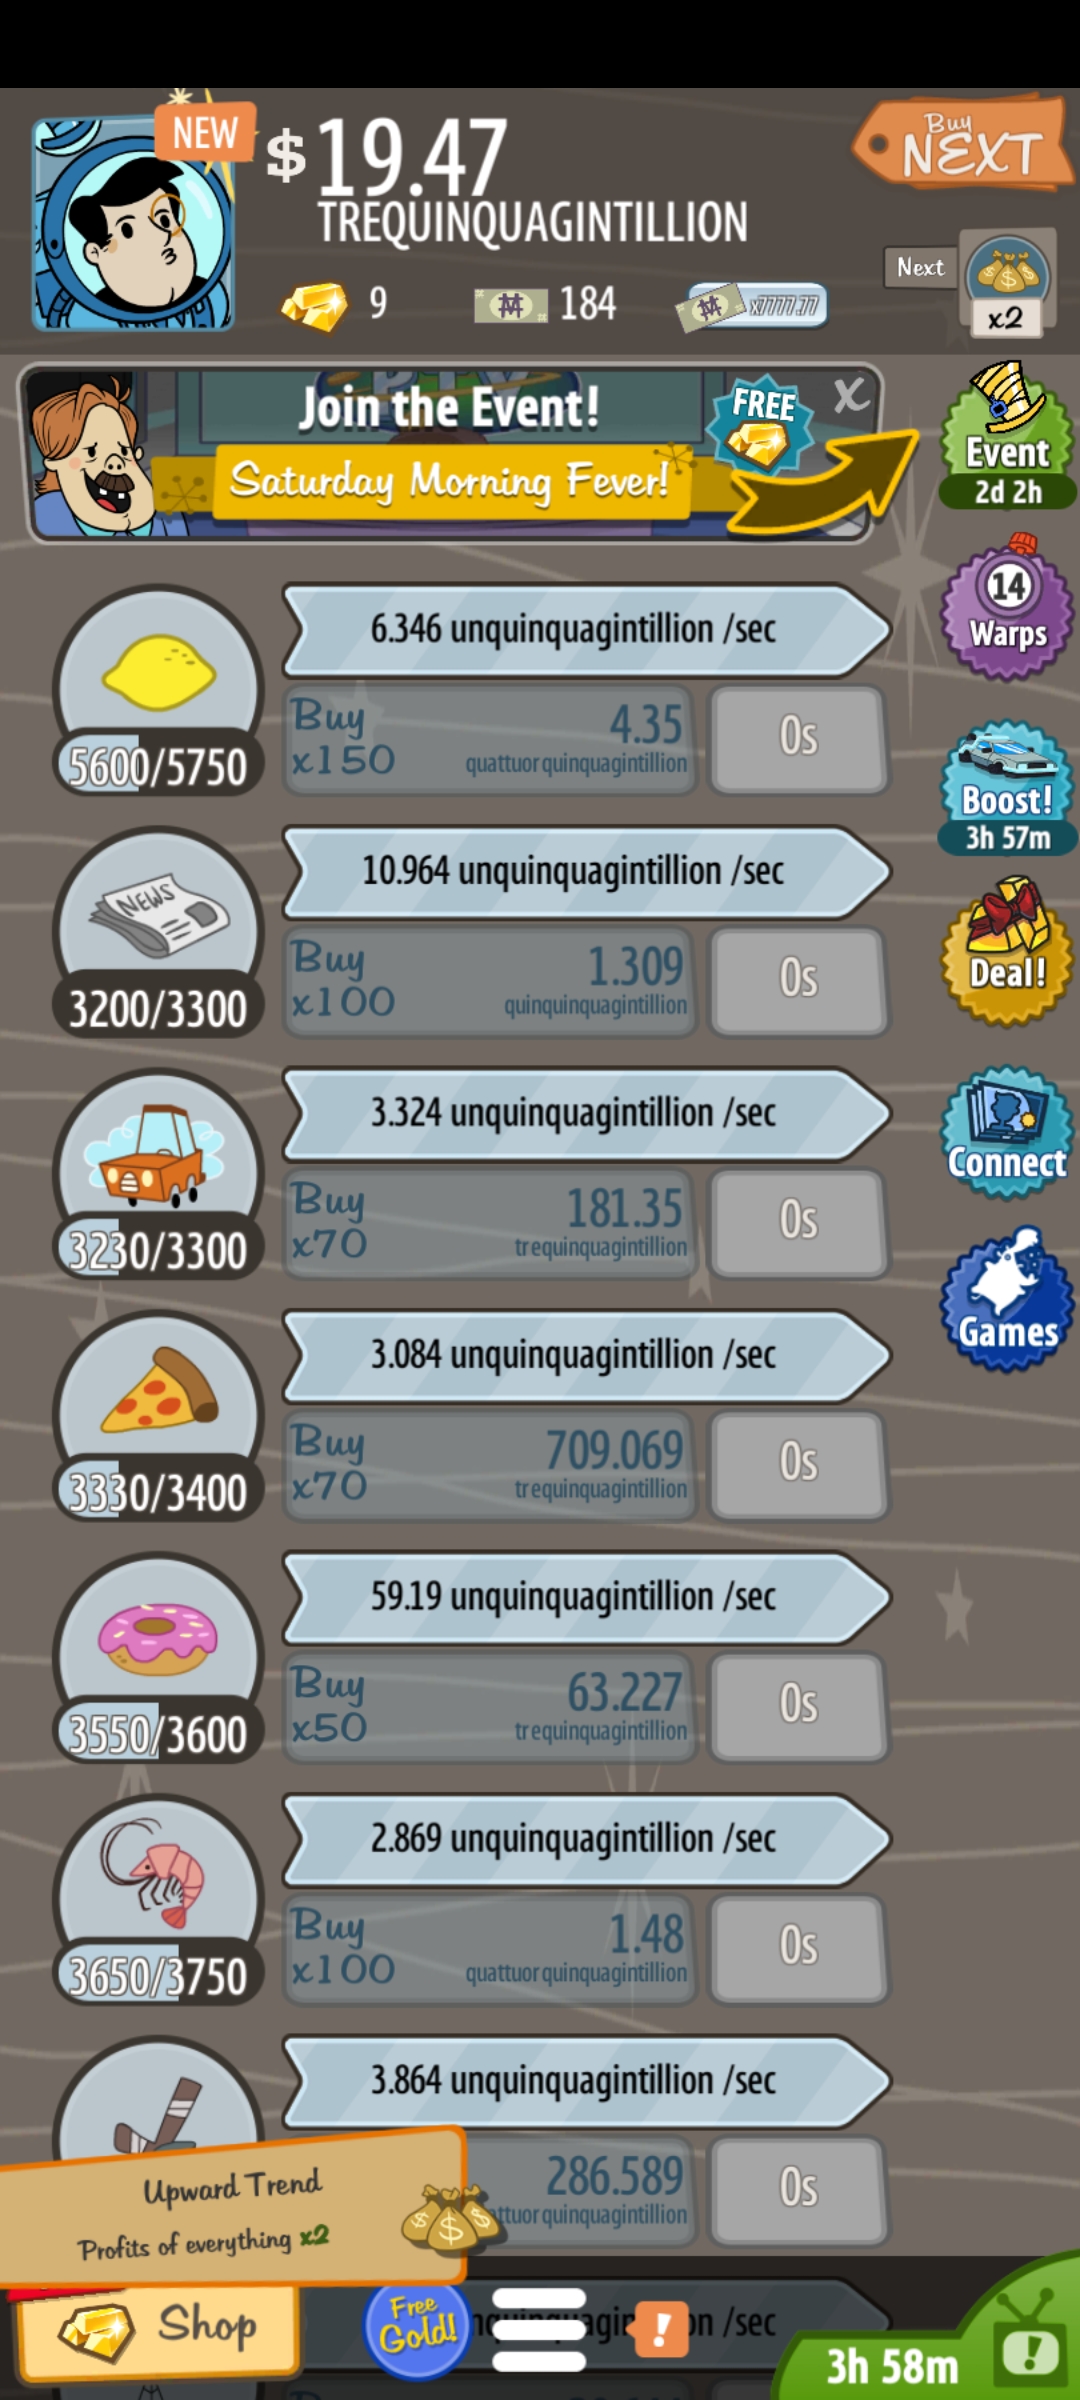 NEW
$19.47
TREQUINQUAGINTILLION
Buy
NEXT
9
184
x7777.77
Next
x2
Join the Event!
FREE
X
Saturday Morning Fever!
Event
2d 2h
14
Warps
6.346 unquinquagintillion /sec
Buy
x150
4.35
quattuorquinquagintillion
0s
5600/5750
Boost!
3h 57m
10.964 unquinquagintillion /sec
NEWS
Buy
x100
1.309
quinquinquagintillion
0s
3200/3300
Deal!
3.324 unquinquagintillion /sec
Buy
x70
181.35
trequinquagintillion
0s
3230/3300
Connect
3.084 unquinquagintillion /sec
Buy
x70
709.069
trequinquagintillion
0s
3330/3400
Games
59.19 unquinquagintillion /sec
Buy
x50
63.227
trequinquagintillion
0s
3550/3600
2.869 unquinquagintillion /sec
Buy
x100
1.48
quattuorquinquagintillion
0s
3650/3750
3.864 unquinquagintillion /sec
286.589
0s
Upward Trend
Profits of everything x2
Shop
Free
Gold!
!
/sec
3h 58m
!